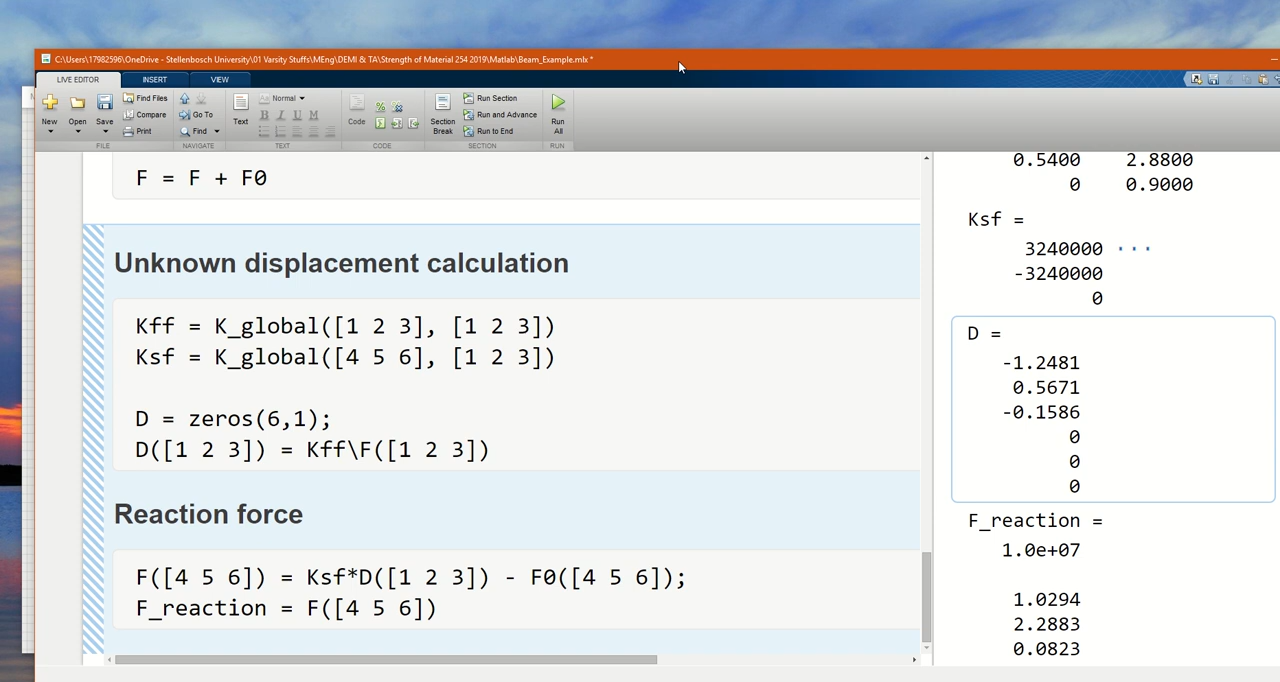 C:\Users\17982596\OneDrive - Stellenbosch University\01 Varsity Stuffs\MEng\DEMI & TA\Strength of Material 254 2019\Matlab\Beam_Example.mlx *
LIVE EDITOR INSERT VIEW
New Open Save Find Files Compare Print Go To Find Text Normal B I U M Code Section Break Run Section Run and Advance Run to End Run All
FILE NAVIGATE TEXT CODE SECTION RUN
F = F + F0
Unknown displacement calculation
Kff = K_global([1 2 3], [1 2 3])
Ksf = K_global([4 5 6], [1 2 3])
D = zeros(6,1);
D([1 2 3]) = Kff\F([1 2 3])
Reaction force
F([4 5 6]) = Ksf*D([1 2 3]) - F0([4 5 6]);
F_reaction = F([4 5 6])
0.5400 2.8800
0 0.9000
Ksf =
3240000 ...
-3240000
0
D =
-1.2481
0.5671
-0.1586
0
0
0
F_reaction =
1.0e+07
1.0294
2.2883
0.0823